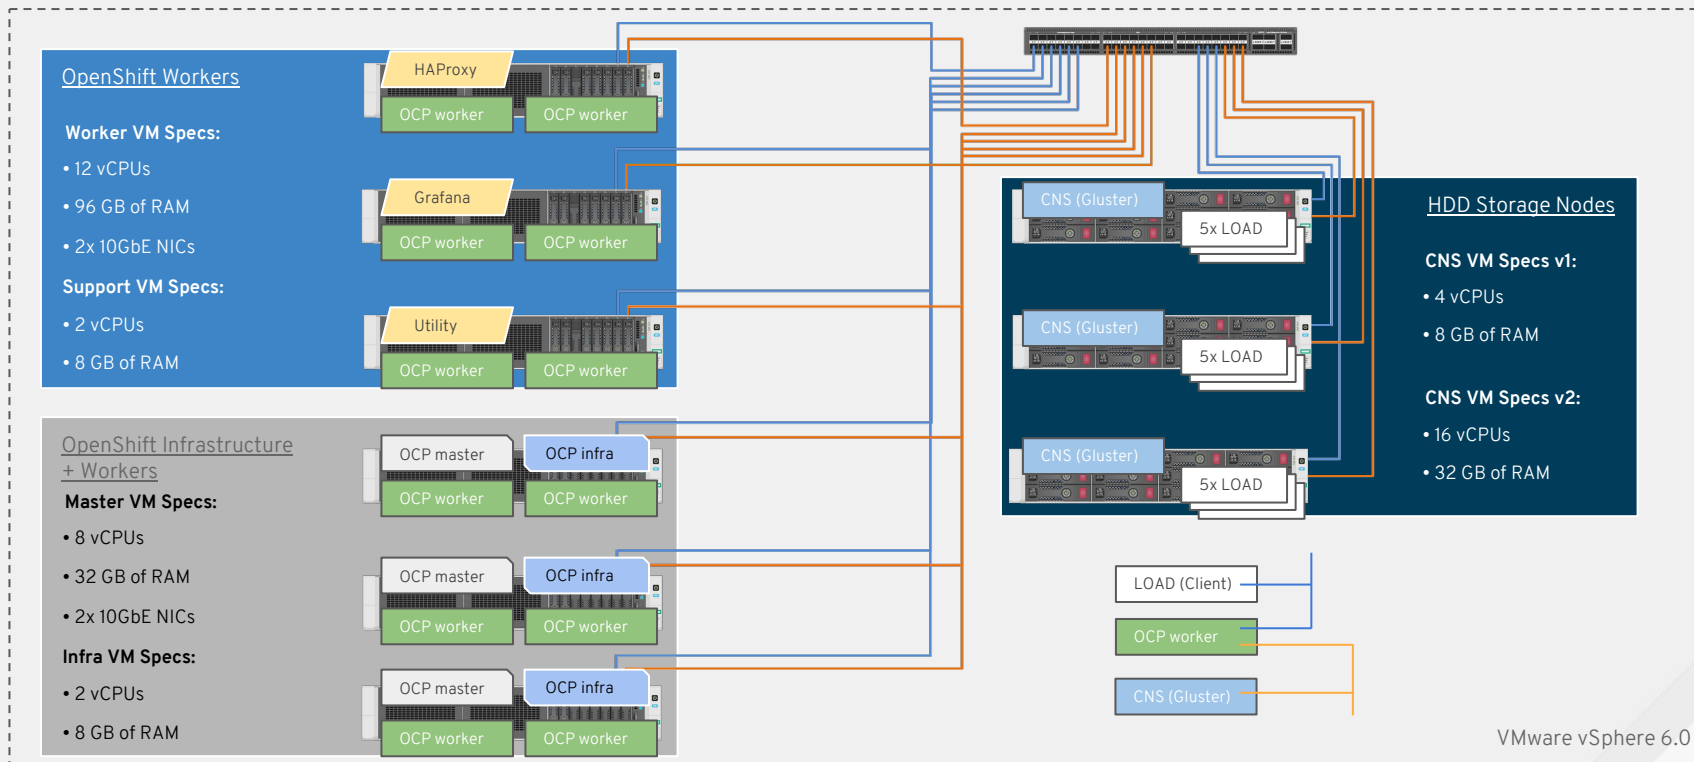 OpenShift Workers
Worker VM Specs:
• 12 vCPUs
• 96 GB of RAM
• 2x 10GbE NICs
Support VM Specs:
• 2 vCPUs
• 8 GB of RAM
HAProxy
OCP worker
OCP worker
Grafana
OCP worker
OCP worker
Utility
OCP worker
OCP worker
OpenShift Infrastructure
+ Workers
Master VM Specs:
• 8 vCPUs
• 32 GB of RAM
• 2x 10GbE NICs
Infra VM Specs:
• 2 vCPUs
• 8 GB of RAM
OCP master
OCP infra
OCP worker
OCP worker
OCP master
OCP infra
OCP worker
OCP worker
OCP master
OCP infra
OCP worker
OCP worker
CNS (Gluster)
5x LOAD
CNS (Gluster)
5x LOAD
CNS (Gluster)
5x LOAD
HDD Storage Nodes
CNS VM Specs v1:
• 4 vCPUs
• 8 GB of RAM
CNS VM Specs v2:
• 16 vCPUs
• 32 GB of RAM
LOAD (Client)
OCP worker
CNS (Gluster)
VMware vSphere 6.0